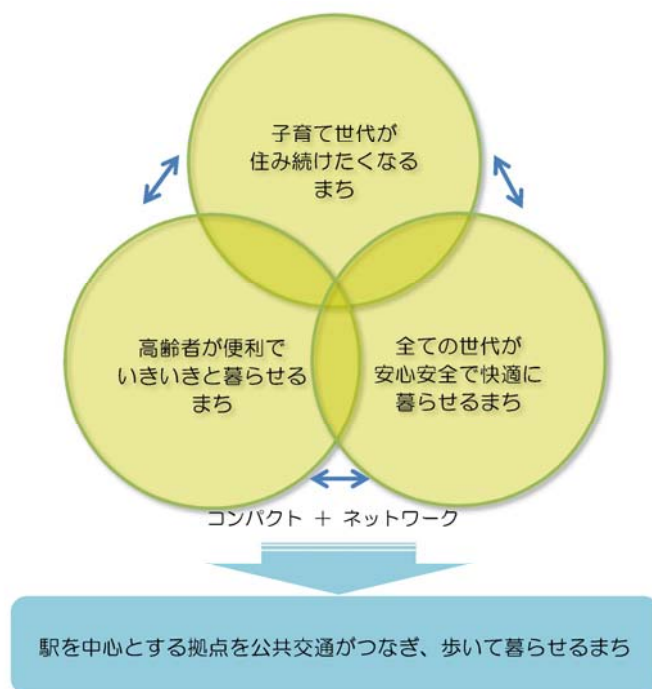 子育て世代が
住み続けたくなる
まち
高齢者が便利で
いきいきと暮らせる
まち
全ての世代が
安心安全で快適に
暮らせるまち
コンパクト ＋ ネットワーク
駅を中心とする拠点を公共交通がつなぎ、歩いて暮らせるまち